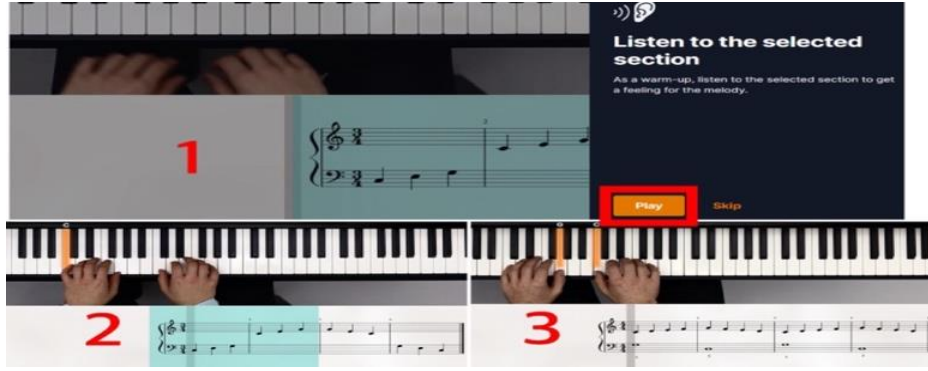 Listen to the selected
section
As a warm-up, listen to the selected section to get
a feeling for the melody.
1
Play Skip
2
3